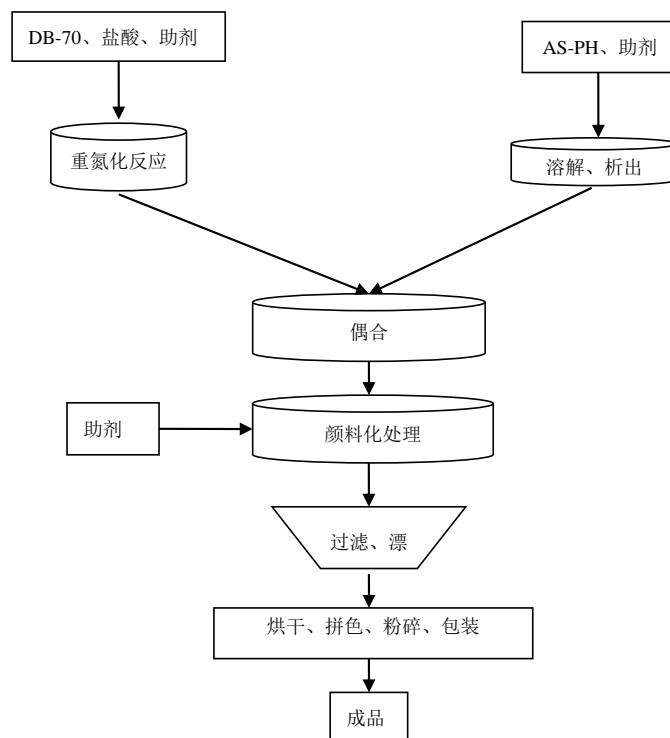 DB-70、盐酸、助剂
AS-PH、助剂
重氮化反应
溶解、析出
偶合
助剂
颜料化处理
过滤、漂
烘干、拼色、粉碎、包装
成品